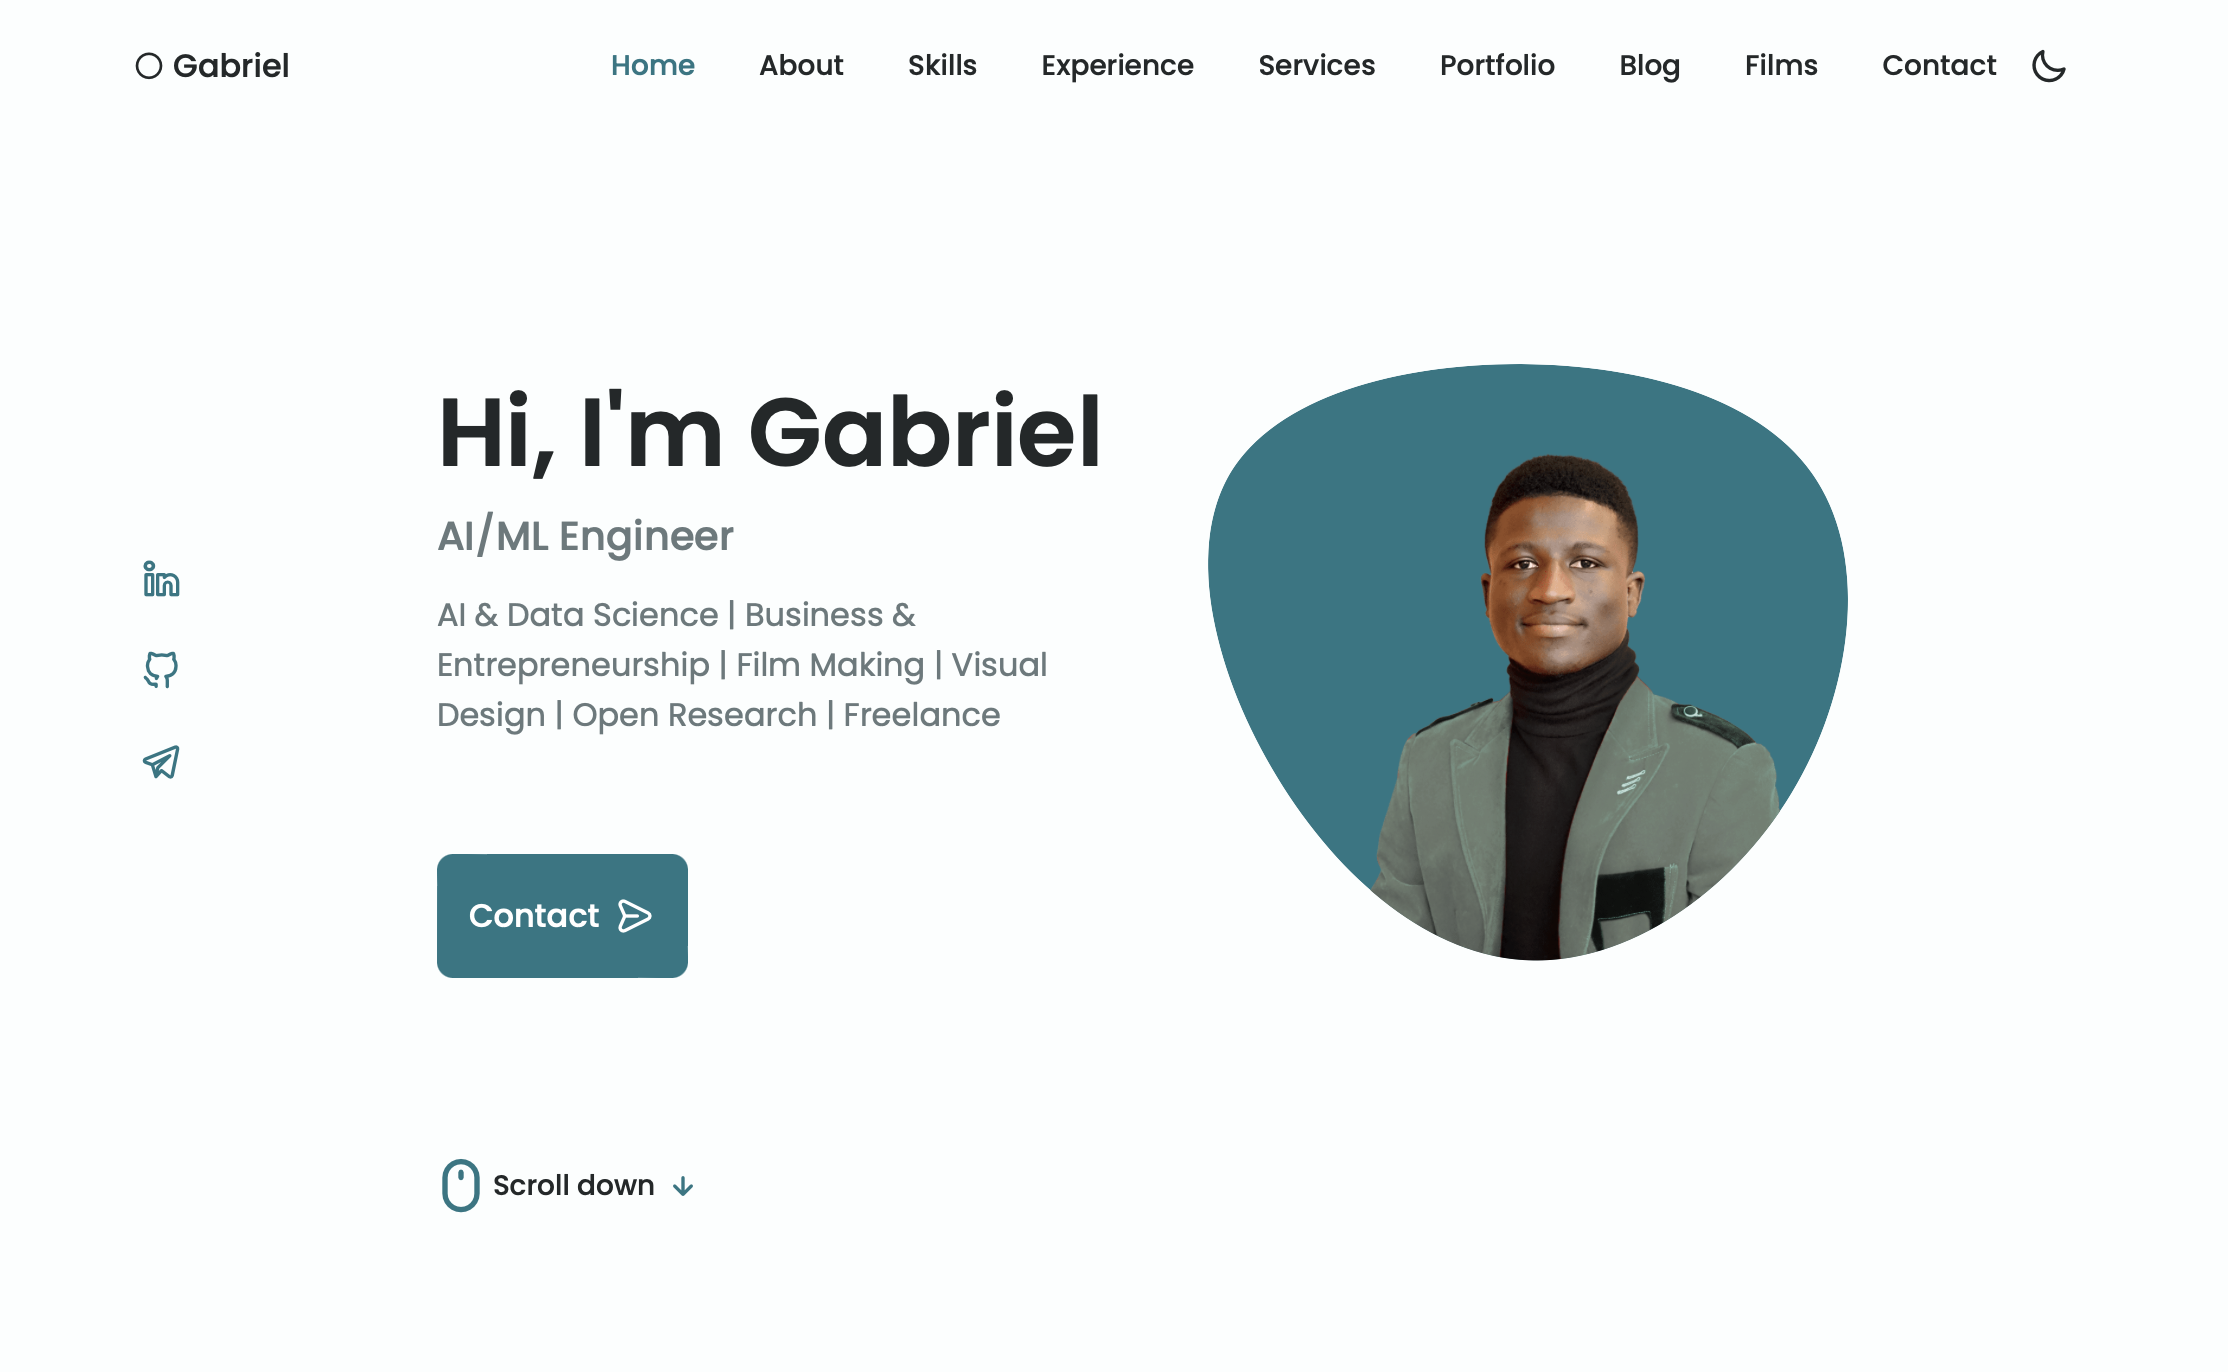 Gabriel
Home About Skills Experience Services Portfolio Blog Films Contact
Hi, I'm Gabriel
AI/ML Engineer
AI & Data Science | Business &
Entrepreneurship | Film Making | Visual
Design | Open Research | Freelance
in
Contact
Scroll down